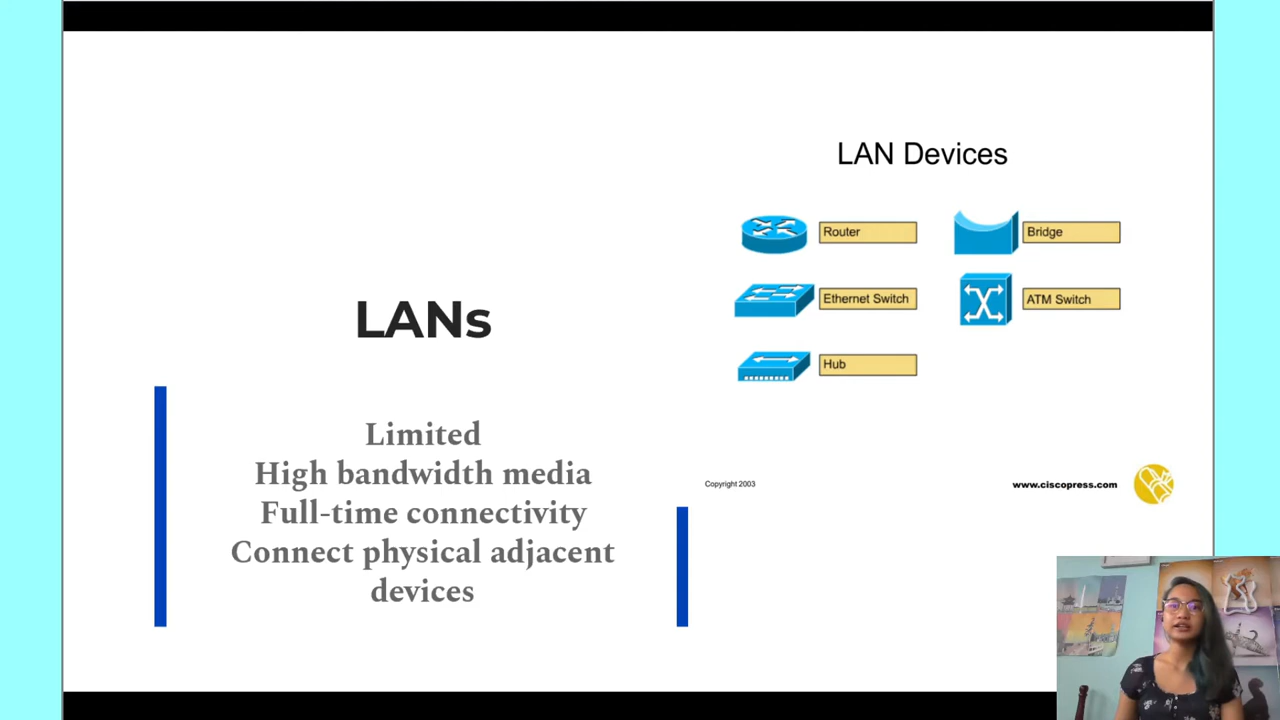 LANs
Limited
High bandwidth media
Full-time connectivity
Connect physical adjacent
devices
LAN Devices
Router
Bridge
Ethernet Switch
ATM Switch
Hub
Copyright 2003
www.ciscopress.com